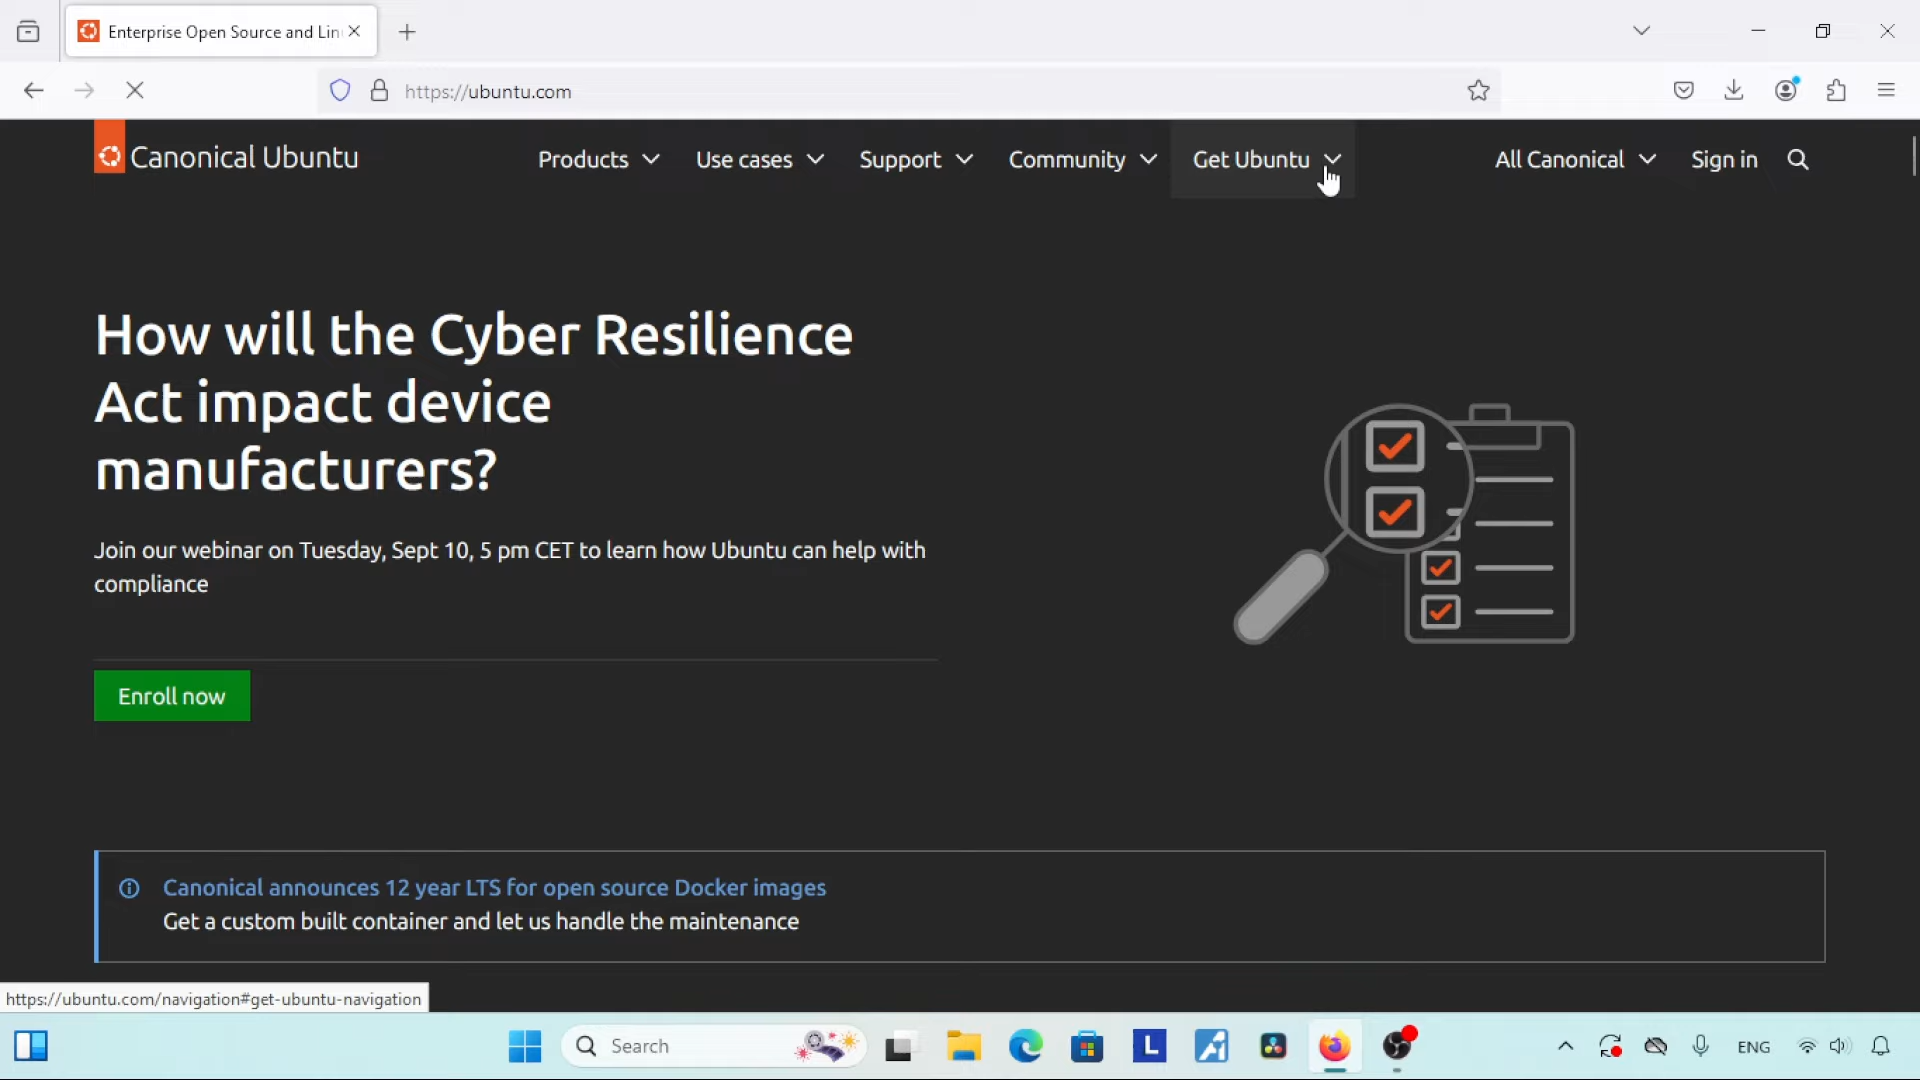 Enterprise Open Source and Lin
https://ubuntu.com
Canonical Ubuntu
Products
Use cases
Support
Community
Get Ubuntu
All Canonical
Sign in
How will the Cyber Resilience
Act impact device
manufacturers?
Join our webinar on Tuesday, Sept 10, 5 pm CET to learn how Ubuntu can help with
compliance
Enroll now
Canonical announces 12 year LTS for open source Docker images
Get a custom built container and let us handle the maintenance
https://ubuntu.com/navigation#get-ubuntu-navigation
Search
L
ENG